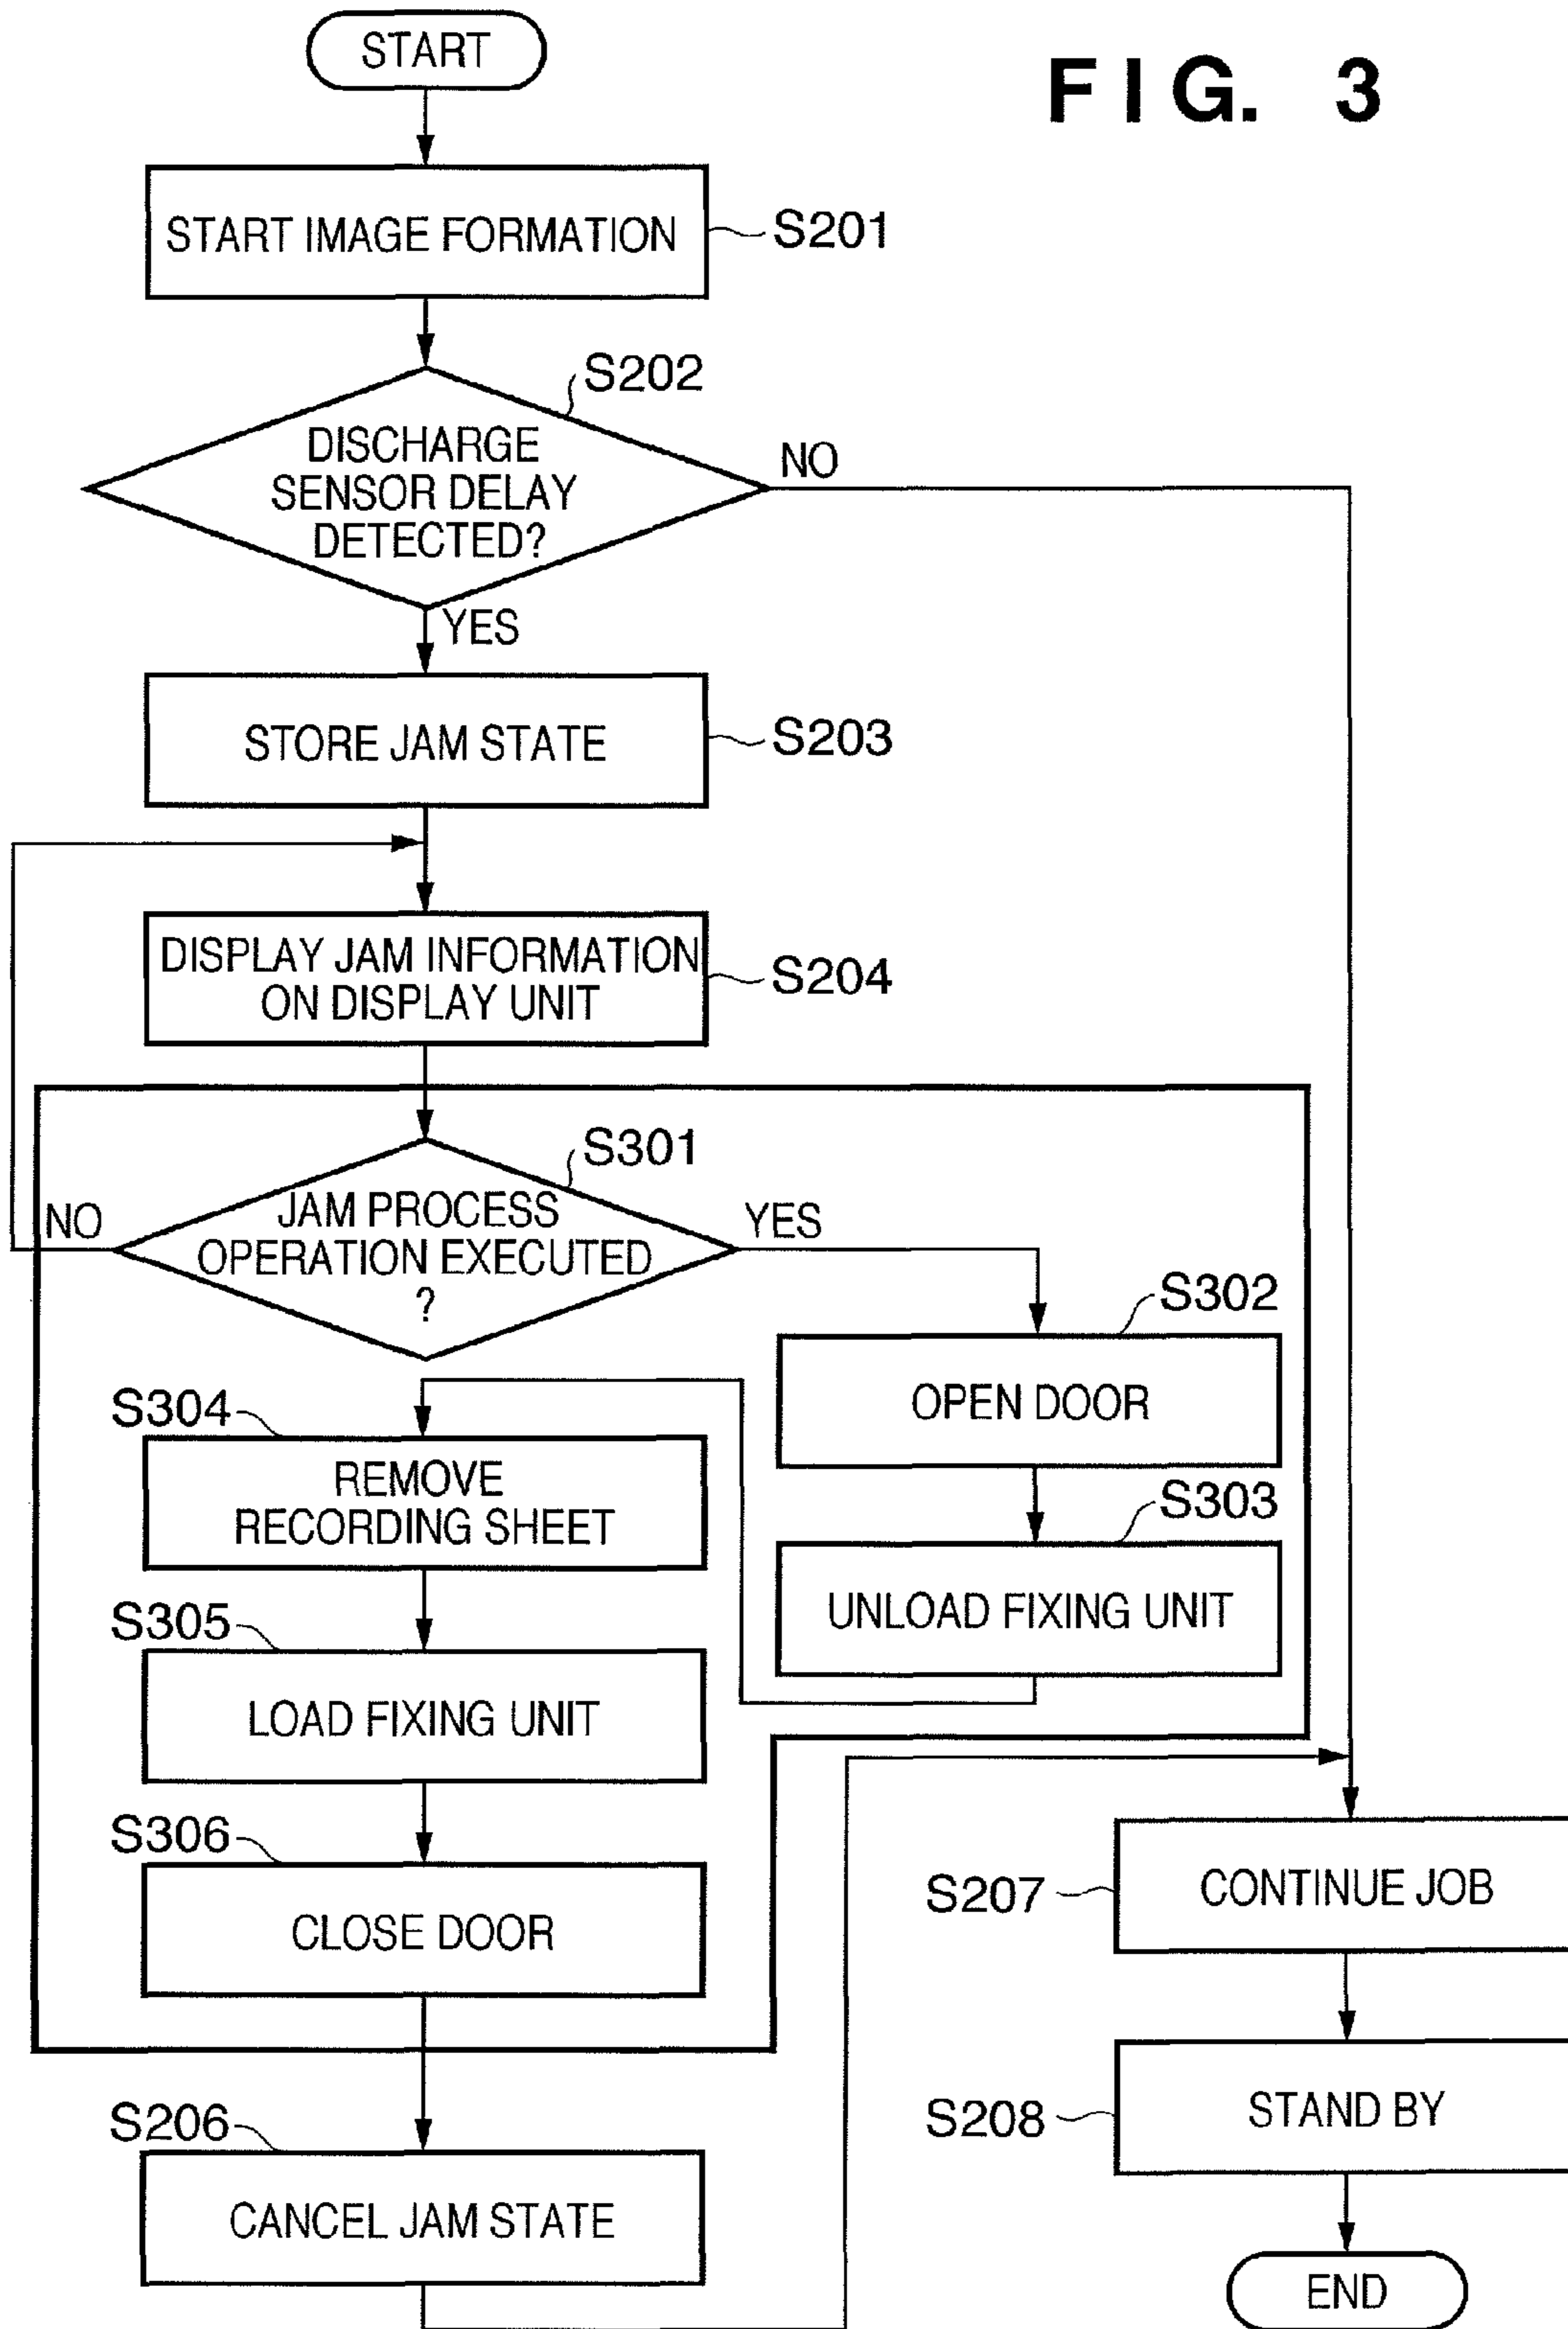 FIG. 3
START
START IMAGE FORMATION
S201
S202
DISCHARGE
SENSOR DELAY
DETECTED?
NO
YES
STORE JAM STATE
S203
DISPLAY JAM INFORMATION
ON DISPLAY UNIT
S204
S301
JAM PROCESS
OPERATION EXECUTED
?
NO
YES
S302
OPEN DOOR
S303
UNLOAD FIXING UNIT
S304
REMOVE
RECORDING SHEET
S305
LOAD FIXING UNIT
S306
CLOSE DOOR
S206
CANCEL JAM STATE
S207
CONTINUE JOB
S208
STAND BY
END